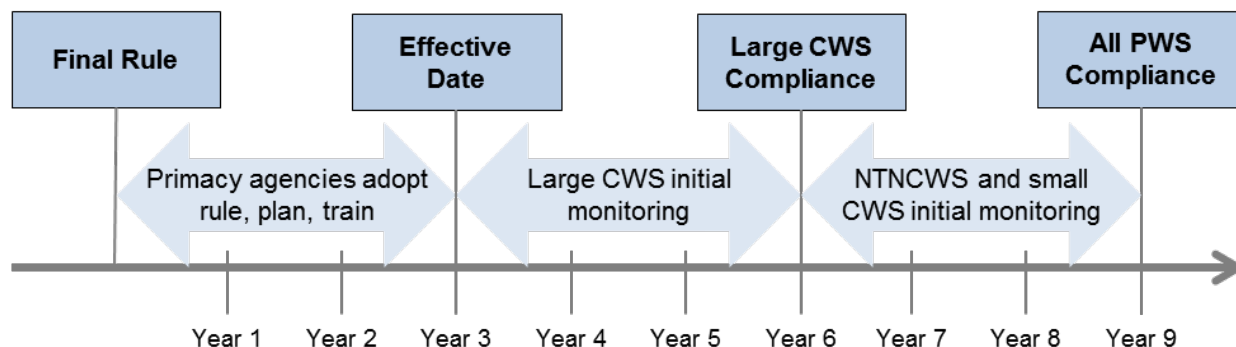 Final Rule
Effective
Date
Large CWS
Compliance
All PWS
Compliance
Primacy agencies adopt
rule, plan, train
Large CWS initial
monitoring
NTNCWS and small
CWS initial monitoring
Year 1
Year 2
Year 3
Year 4
Year 5
Year 6
Year 7
Year 8
Year 9